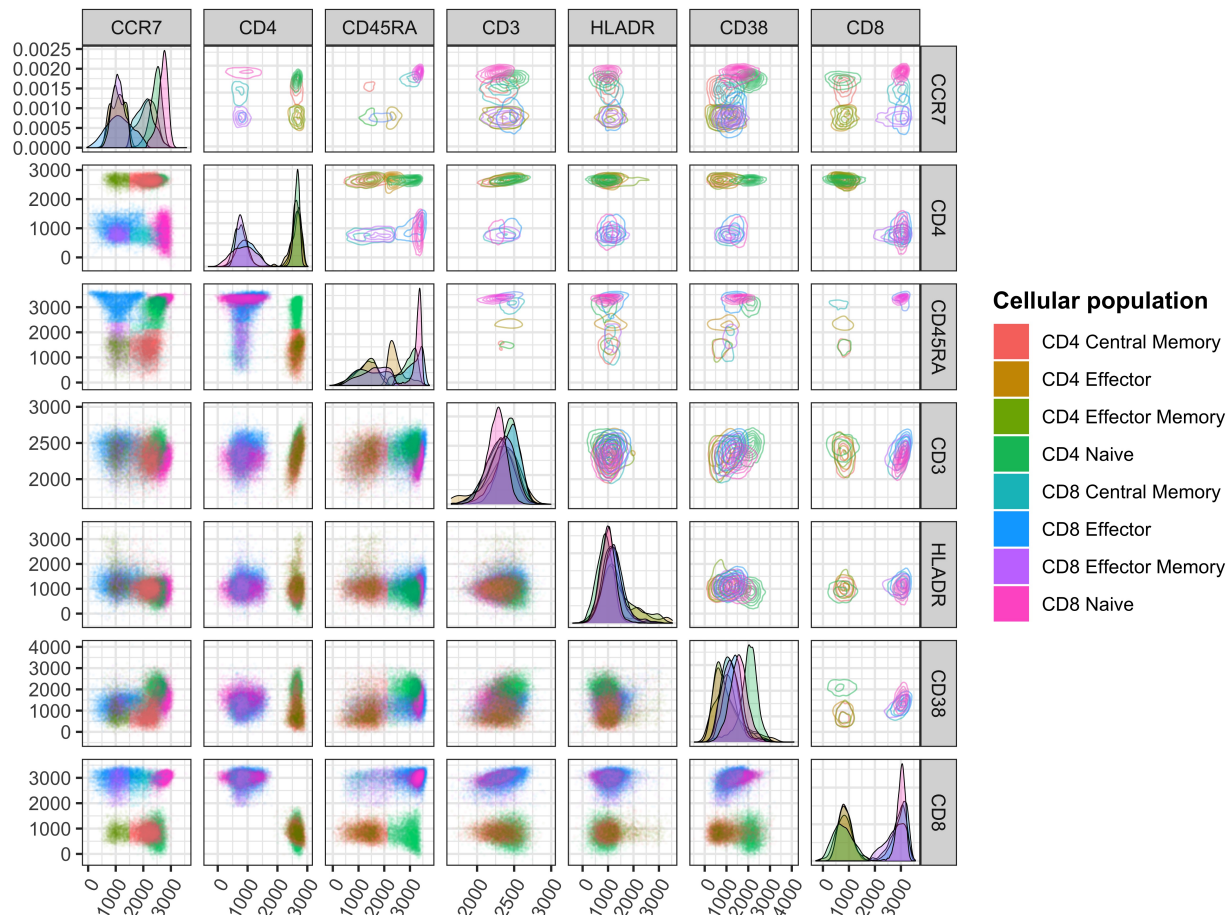 CCR7 CD4 CD45RA CD3 HLADR CD38 CD8
0.0025
0.0020
0.0015
0.0010
0.0005
0.0000
CCR7
3000
2000
1000
0
CD4
3000
2000
1000
0
CD45RA
3000
2500
2000
CD3
3000
2000
1000
0
HLADR
4000
3000
2000
1000
0
CD38
3000
2000
1000
0
CD8
0 1000 2000 3000
0 1000 2000 3000
0 1000 2000 3000
2000 2500 3000
0 1000 2000 3000
0 1000 2000 3000 4000
0 1000 2000 3000
Cellular population
CD4 Central Memory
CD4 Effector
CD4 Effector Memory
CD4 Naive
CD8 Central Memory
CD8 Effector
CD8 Effector Memory
CD8 Naive